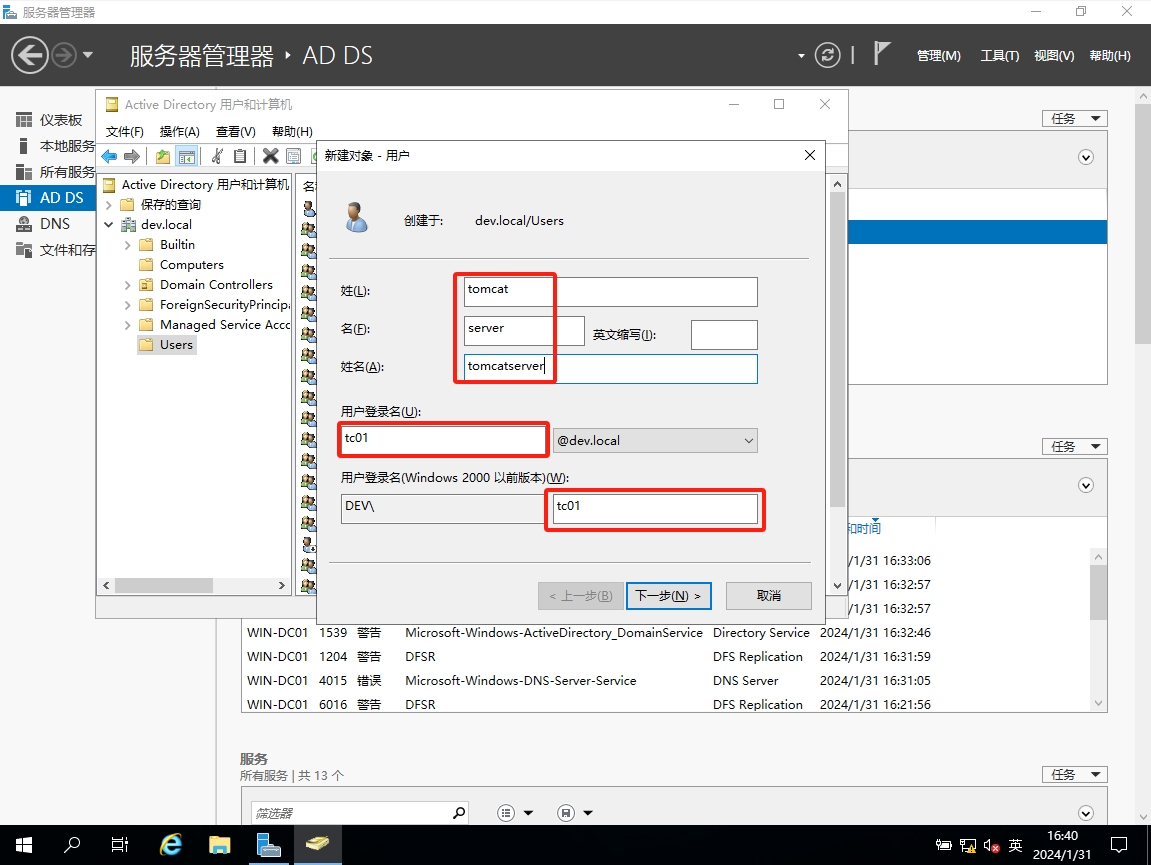 服务器管理器
服务器管理器 ‣ AD DS
管理(M) 工具(T) 视图(V) 帮助(H)
仪表板
本地服务
所有服务
AD DS
DNS
文件和存
Active Directory 用户和计算机
文件(F) 操作(A) 查看(V) 帮助(H)
Active Directory 用户和计算机
保存的查询
dev.local
Builtin
Computers
Domain Controllers
ForeignSecurityPrincip
Managed Service Acc
Users
名
新建对象 - 用户
创建于: dev.local/Users
姓(L): tomcat
名(F): server 英文缩写(I):
姓名(A): tomcatserver
用户登录名(U):
tc01 @dev.local
用户登录名(Windows 2000 以前版本)(W):
DEV\ tc01
< 上一步(B) 下一步(N) > 取消
任务
任务
和时间
/1/31 16:33:06
/1/31 16:32:57
/1/31 16:32:57
WIN-DC01 1539 警告 Microsoft-Windows-ActiveDirectory_DomainService Directory Service 2024/1/31 16:32:46
WIN-DC01 1204 警告 DFSR DFS Replication 2024/1/31 16:31:59
WIN-DC01 4015 错误 Microsoft-Windows-DNS-Server-Service DNS Server 2024/1/31 16:31:05
WIN-DC01 6016 警告 DFSR DFS Replication 2024/1/31 16:21:56
服务
所有服务 | 共 13 个 任务
筛选器
英
16:40
2024/1/31